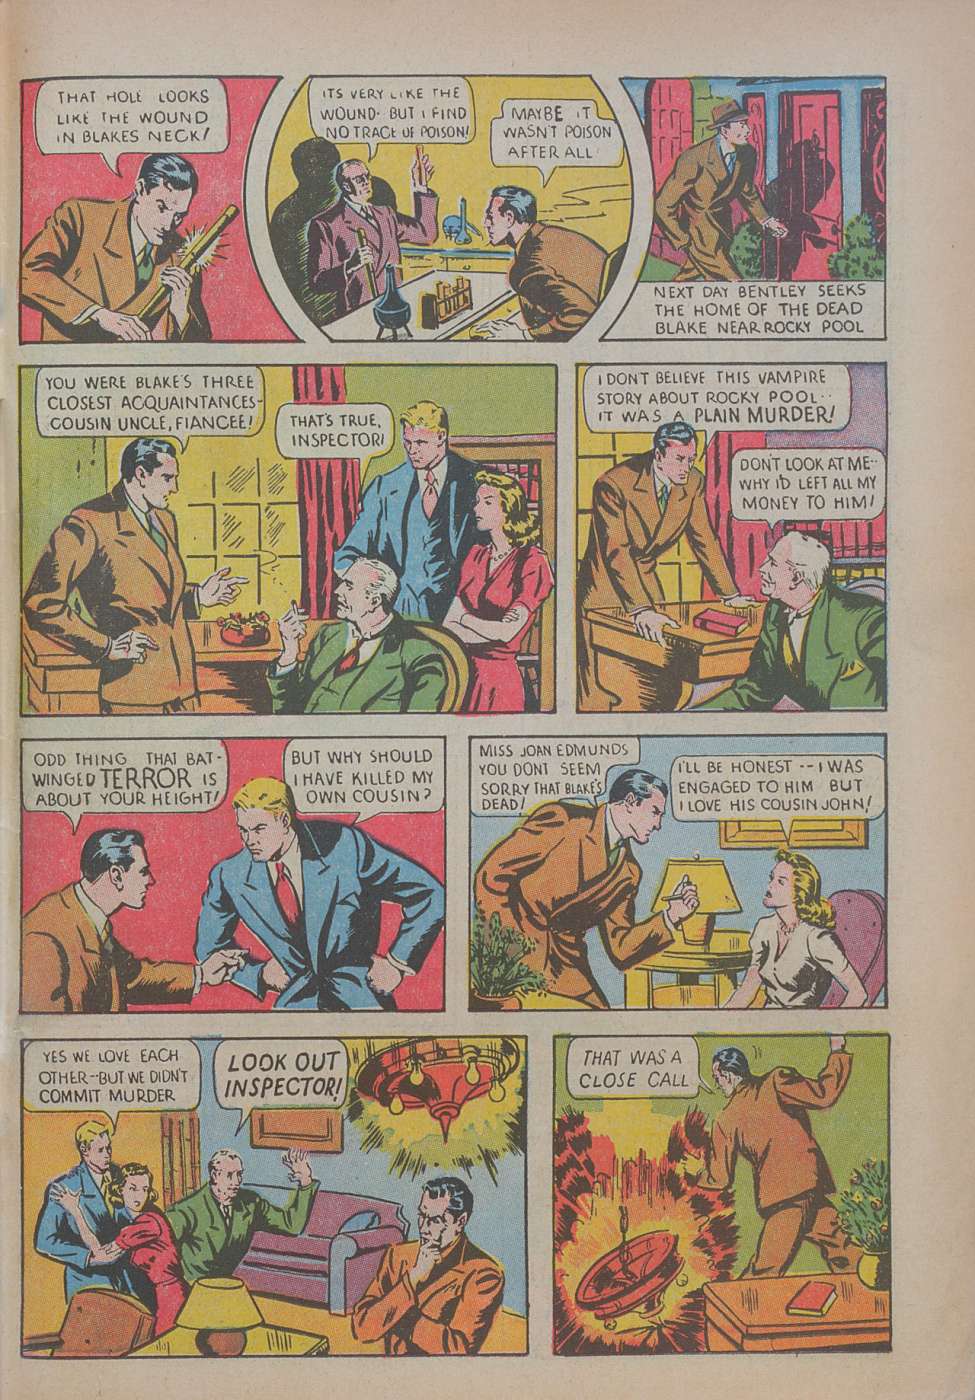 THAT HOLE LOOKS
LIKE THE WOUND
IN BLAKES NECK!
ITS VERY LIKE THE
WOUND- BUT I FIND
NO TRACE OF POISON!
MAYBE IT
WASN'T POISON
AFTER ALL
NEXT DAY BENTLEY SEEKS
THE HOME OF THE DEAD
BLAKE NEAR ROCKY POOL
YOU WERE BLAKE'S THREE
CLOSEST ACQUAINTANCES-
COUSIN UNCLE, FIANCEE!
THAT'S TRUE,
INSPECTOR!
I DON'T BELIEVE THIS VAMPIRE
STORY ABOUT ROCKY POOL--
IT WAS A PLAIN MURDER!
DON'T LOOK AT ME--
WHY I'D LEFT ALL MY
MONEY TO HIM!
ODD THING THAT BAT-
WINGED TERROR IS
ABOUT YOUR HEIGHT!
BUT WHY SHOULD
I HAVE KILLED MY
OWN COUSIN?
MISS JOAN EDMUNDS
YOU DONT SEEM
SORRY THAT BLAKE'S
DEAD!
I'LL BE HONEST -- I WAS
ENGAGED TO HIM BUT
I LOVE HIS COUSIN JOHN!
YES WE LOVE EACH
OTHER--BUT WE DIDN'T
COMMIT MURDER
LOOK OUT
INSPECTOR!
THAT WAS A
CLOSE CALL